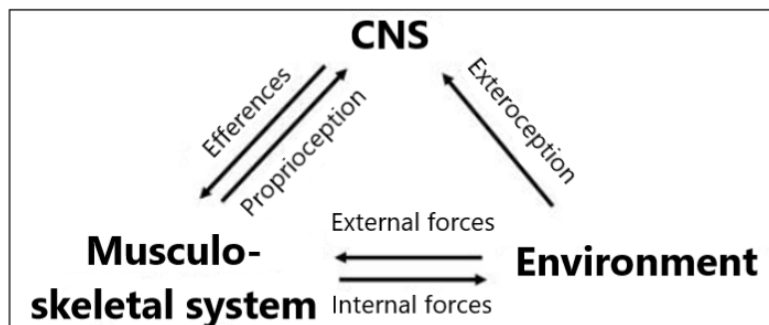 CNS
Efferences
Proprioception
Exteroception
External forces
Musculo-
skeletal system
Environment
Internal forces